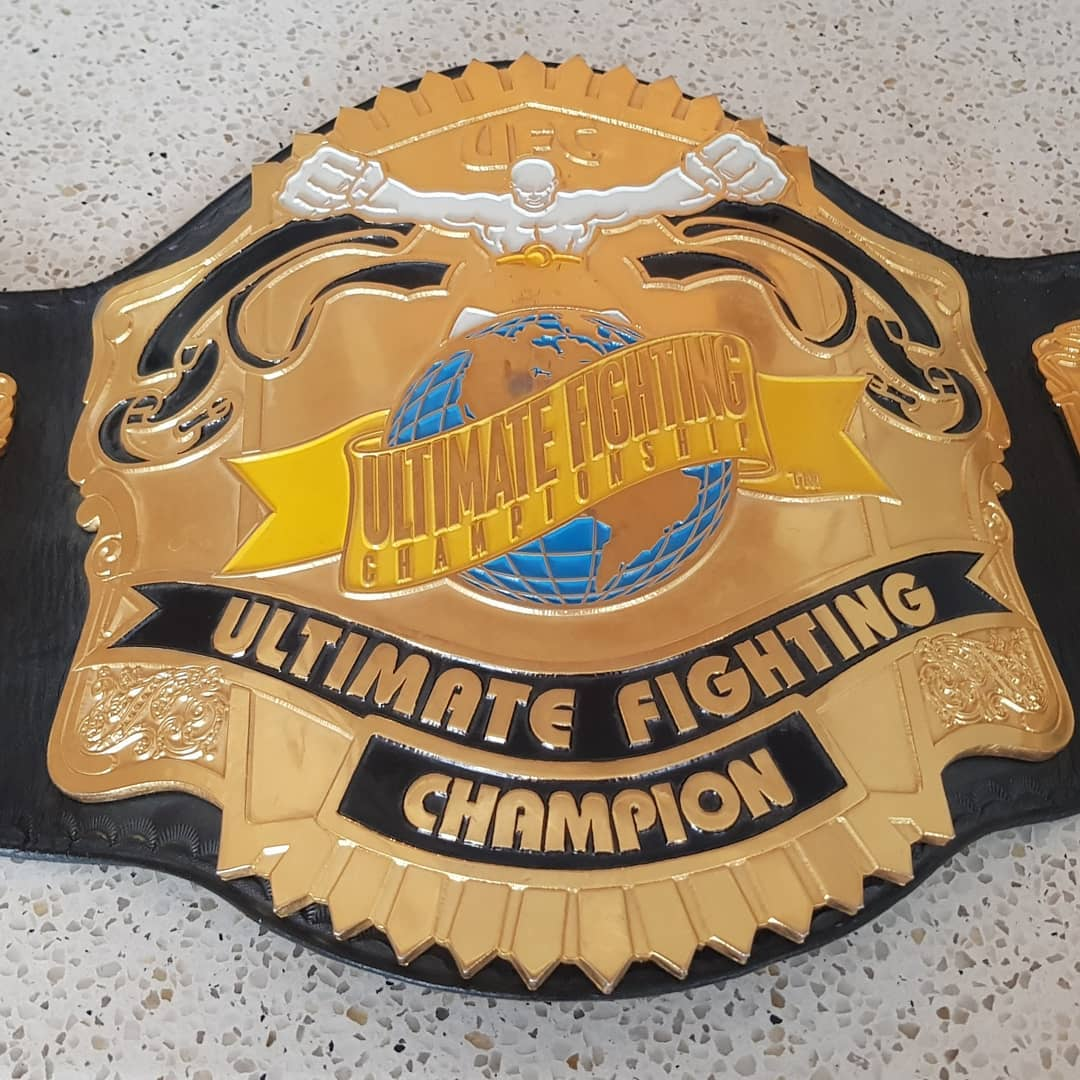 UFC
ULTIMATE FIGHTING
CHAMPIONSHIP
TM
ULTIMATE FIGHTING
CHAMPION